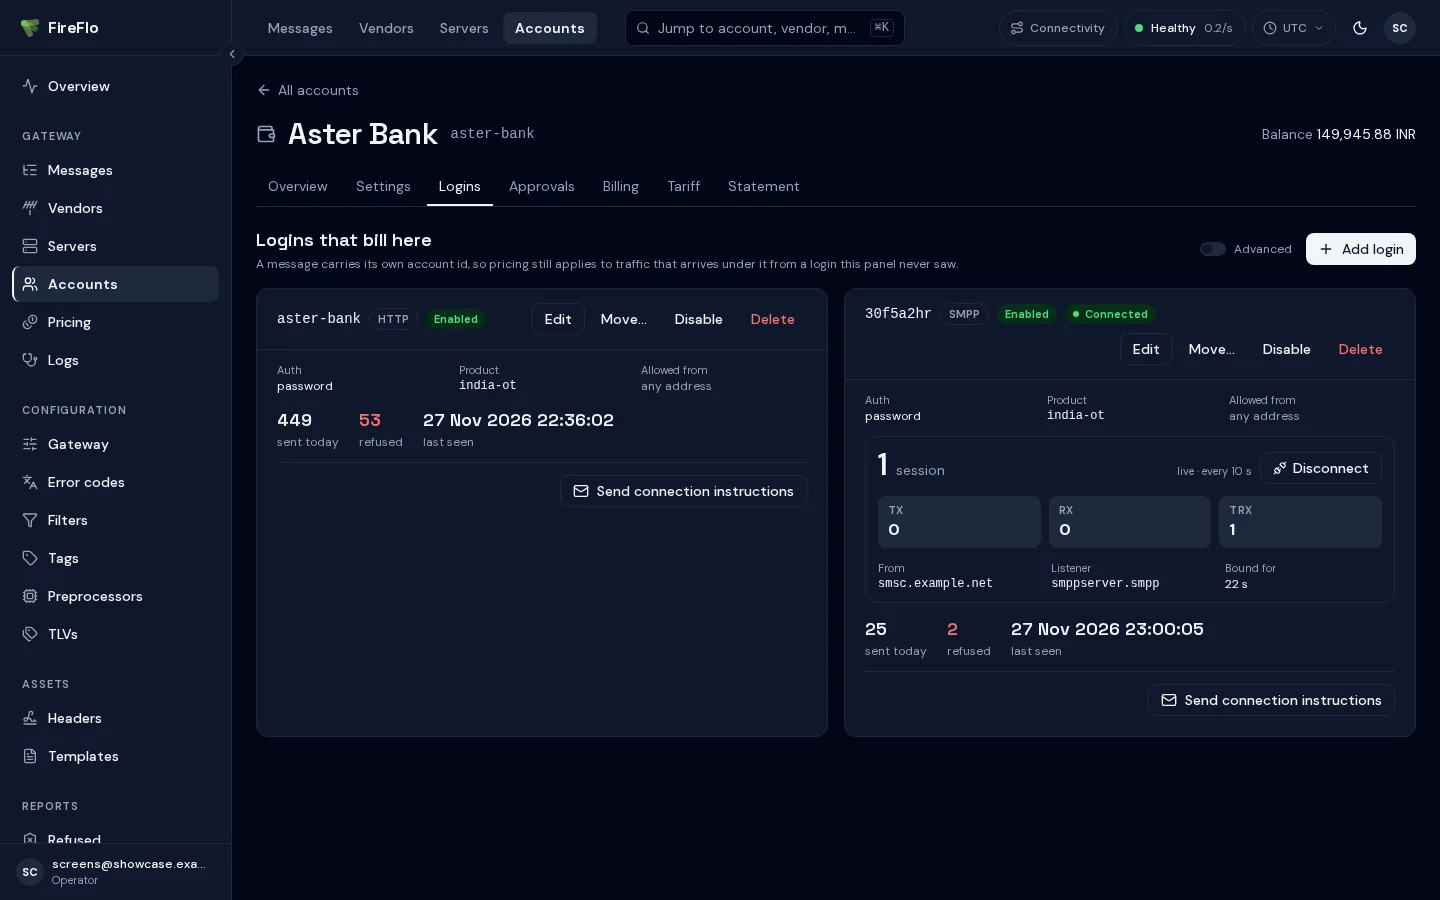 FireFlo
Messages Vendors Servers Accounts
Jump to account, vendor, m... ⌘K
Connectivity
Healthy 0.2/s
UTC
SC
Overview
GATEWAY
Messages
Vendors
Servers
Accounts
Pricing
Logs
CONFIGURATION
Gateway
Error codes
Filters
Tags
Preprocessors
TLVs
ASSETS
Headers
Templates
REPORTS
Refused
SC
screens@showcase.exa...
Operator
All accounts
Aster Bank aster-bank
Balance 149,945.88 INR
Overview Settings Logins Approvals Billing Tariff Statement
Logins that bill here
A message carries its own account id, so pricing still applies to traffic that arrives under it from a login this panel never saw.
Advanced
Add login
aster-bank HTTP Enabled Edit Move... Disable Delete
Auth Product Allowed from
password india-ot any address
449 53 27 Nov 2026 22:36:02
sent today refused last seen
Send connection instructions
30f5a2hr SMPP Enabled Connected
Edit Move... Disable Delete
Auth Product Allowed from
password india-ot any address
1 session live · every 10 s Disconnect
TX RX TRX
0 0 1
From Listener Bound for
smsc.example.net smppserver.smpp 22 s
25 2 27 Nov 2026 23:00:05
sent today refused last seen
Send connection instructions